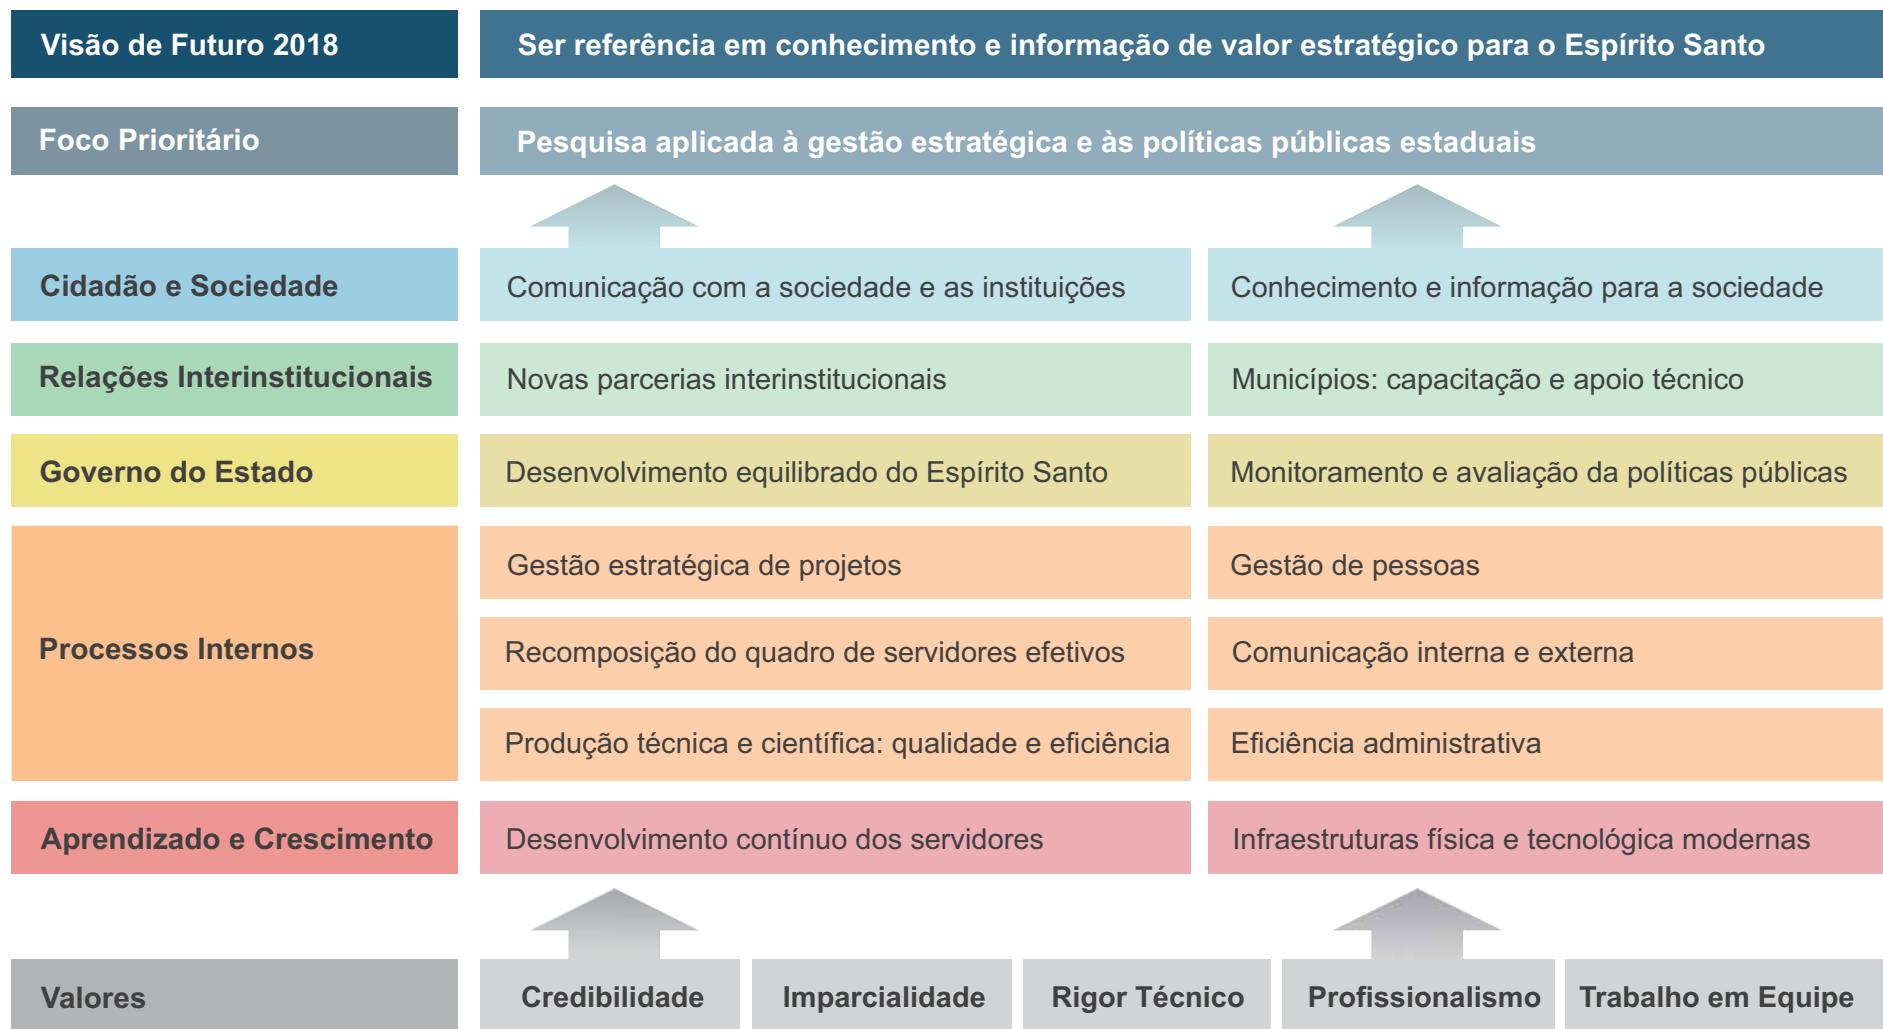 Visão de Futuro 2018
Ser referência em conhecimento e informação de valor estratégico para o Espírito Santo
Foco Prioritário
Pesquisa aplicada à gestão estratégica e às políticas públicas estaduais
Cidadão e Sociedade
Comunicação com a sociedade e as instituições
Conhecimento e informação para a sociedade
Relações Interinstitucionais
Novas parcerias interinstitucionais
Municípios: capacitação e apoio técnico
Governo do Estado
Desenvolvimento equilibrado do Espírito Santo
Monitoramento e avaliação da políticas públicas
Processos Internos
Gestão estratégica de projetos
Gestão de pessoas
Recomposição do quadro de servidores efetivos
Comunicação interna e externa
Produção técnica e científica: qualidade e eficiência
Eficiência administrativa
Aprendizado e Crescimento
Desenvolvimento contínuo dos servidores
Infraestruturas física e tecnológica modernas
Valores
Credibilidade
Imparcialidade
Rigor Técnico
Profissionalismo
Trabalho em Equipe